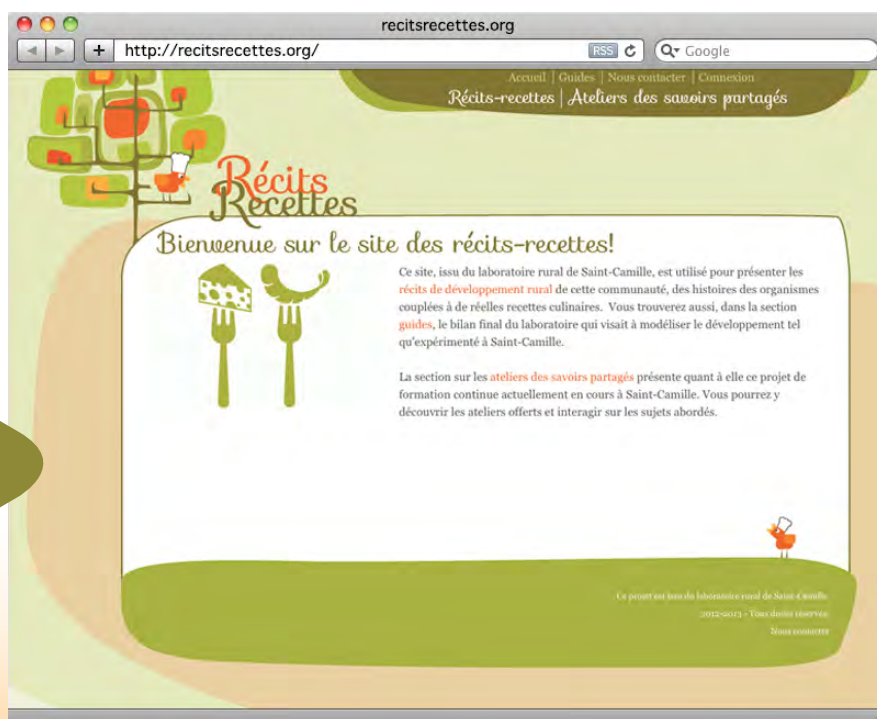 recitsrecettes.org
+ http://recitsrecettes.org/ RSS Google
Accueil | Guides | Nous contacter | Connexion
Récits-recettes | Ateliers des savoirs partagés
Récits
Recettes
Bienvenue sur le site des récits-recettes!
Ce site, issu du laboratoire rural de Saint-Camille, est utilisé pour présenter les
récits de développement rural de cette communauté, des histoires des organismes
couplées à de réelles recettes culinaires. Vous trouverez aussi, dans la section
guides, le bilan final du laboratoire qui visait à modéliser le développement tel
qu'expérimenté à Saint-Camille.
La section sur les ateliers des savoirs partagés présente quant à elle ce projet de
formation continue actuellement en cours à Saint-Camille. Vous pourrez y
découvrir les ateliers offerts et interagir sur les sujets abordés.
Ce projet est issu du laboratoire rural de Saint-Camille.
2012-2013 - Tous droits réservés.
Nous contacter